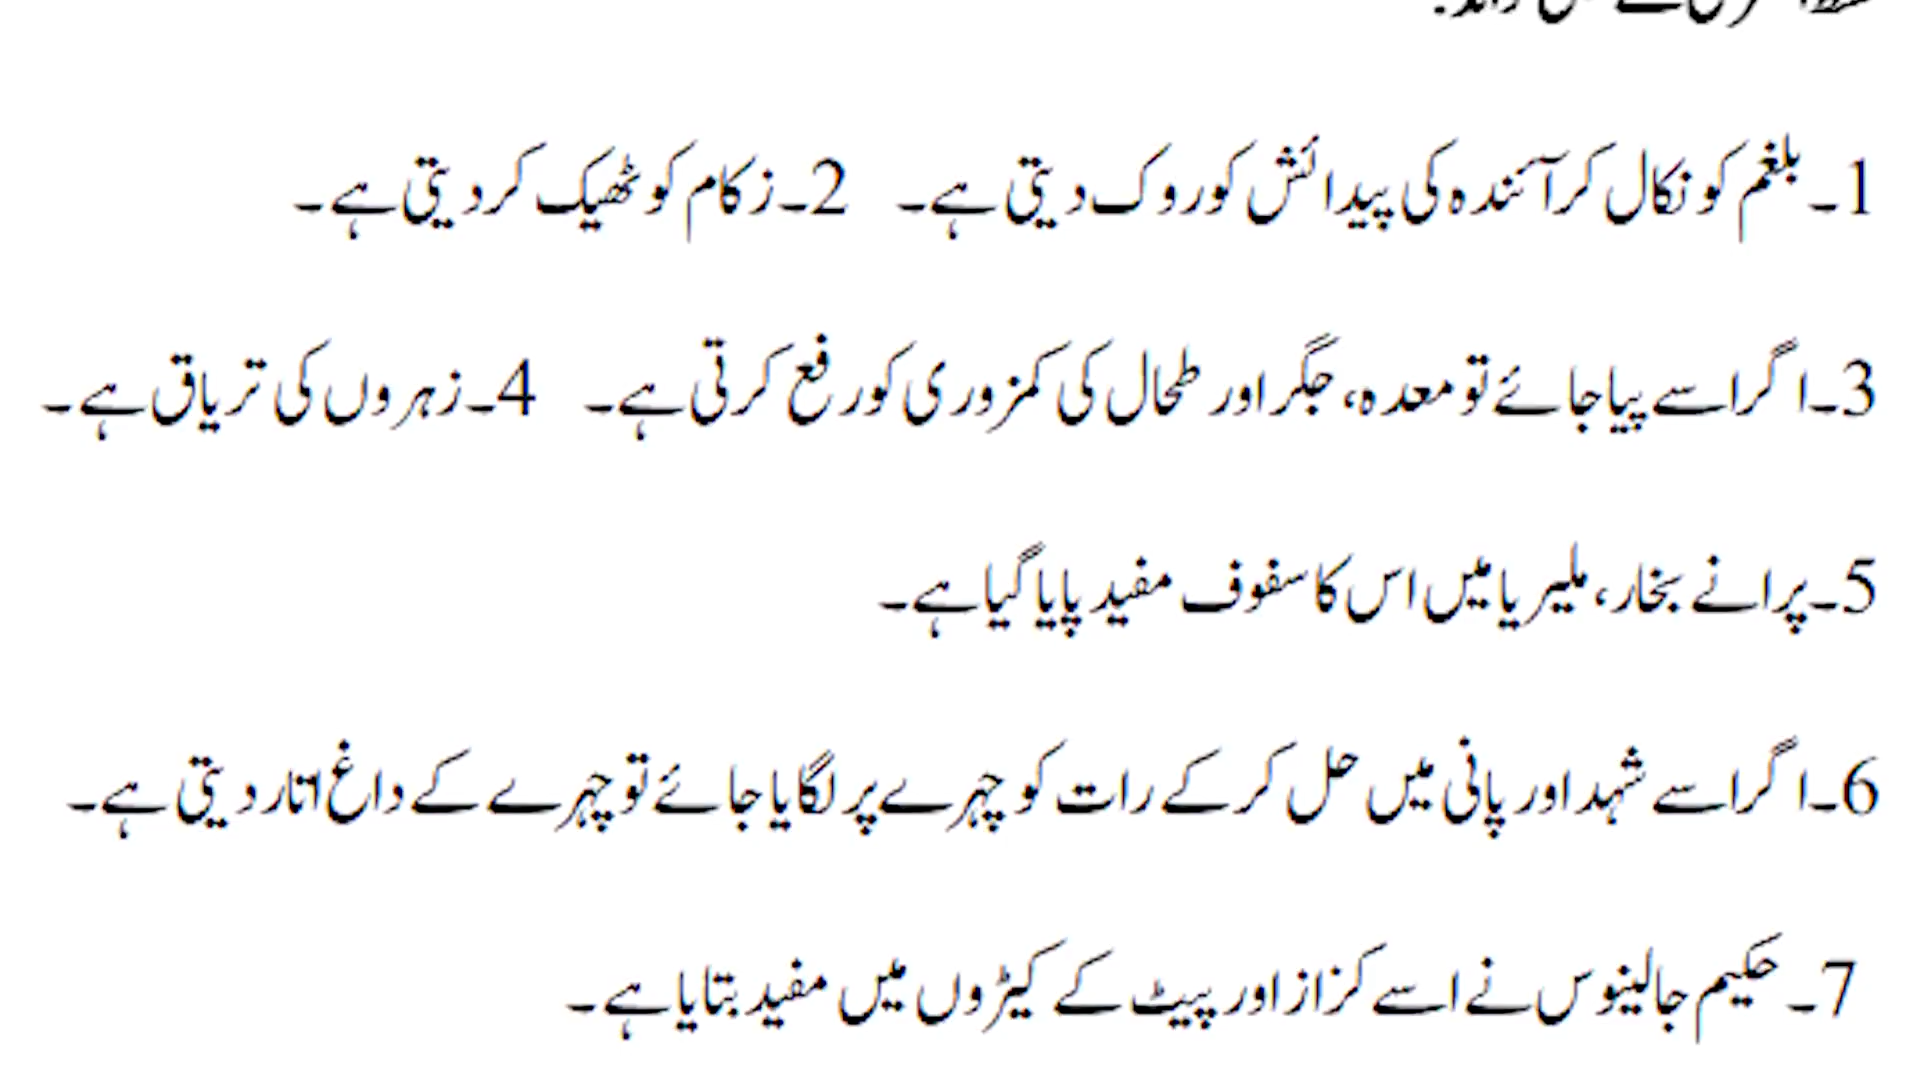 1۔ بلغم کو نکال کر آئندہ کی پیدائش کو روک دیتی ہے۔ 2۔ زکام کو ٹھیک کر دیتی ہے۔
3۔ اگر اسے پیا جائے تو معدہ، جگر اور طحال کی کمزوری کو رفع کرتی ہے۔ 4۔ زہروں کی تریاق ہے۔
5۔ پرانے بخار، ملیریا میں اس کا سفوف مفید پایا گیا ہے۔
6۔ اگر اسے شہد اور پانی میں حل کر کے رات کو چہرے پر لگایا جائے تو چہرے کے داغ اتار دیتی ہے۔
7۔ حکیم جالینوس نے اسے کزاز اور پیٹ کے کیڑوں میں مفید بتایا ہے۔